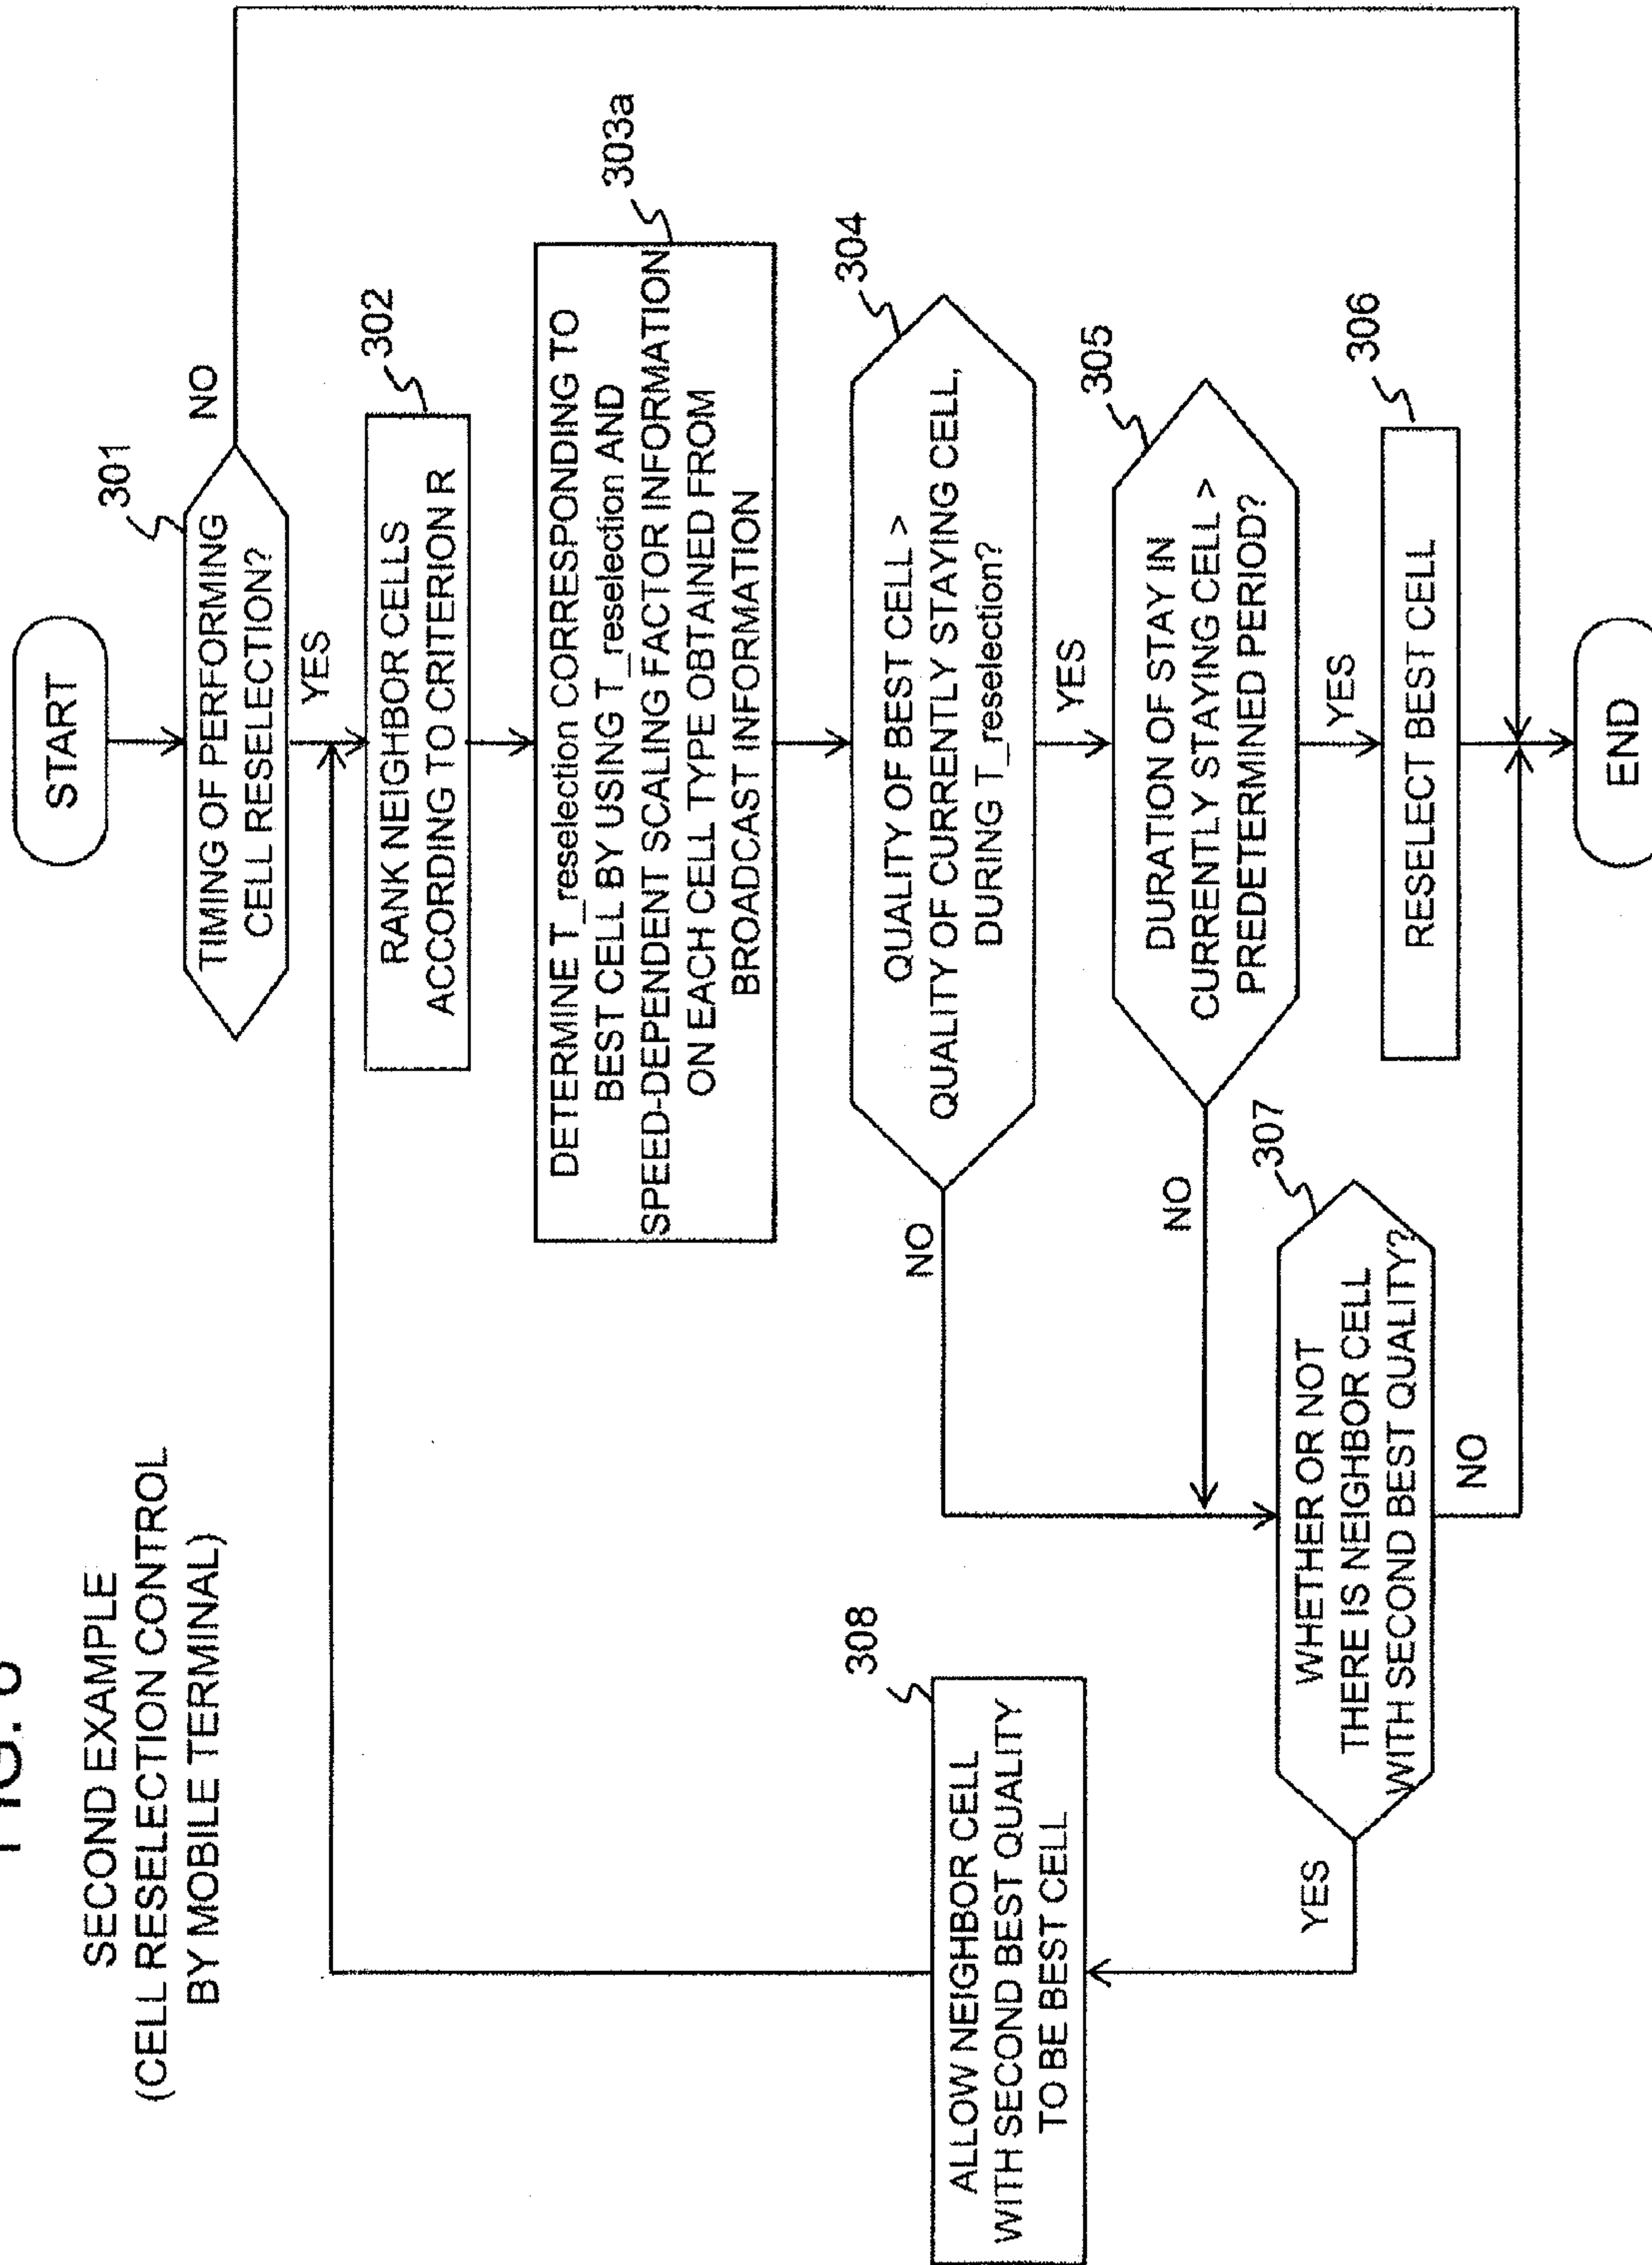 SECOND EXAMPLE
(CELL RESELECTION CONTROL
BY MOBILE TERMINAL)
START
301
TIMING OF PERFORMING
CELL RESELECTION?
NO
YES
302
RANK NEIGHBOR CELLS
ACCORDING TO CRITERION R
303a
DETERMINE T_reselection CORRESPONDING TO
BEST CELL BY USING T_reselection AND
SPEED-DEPENDENT SCALING FACTOR INFORMATION
ON EACH CELL TYPE OBTAINED FROM
BROADCAST INFORMATION
304
QUALITY OF BEST CELL >
QUALITY OF CURRENTLY STAYING CELL,
DURING T_reselection?
NO
YES
305
DURATION OF STAY IN
CURRENTLY STAYING CELL >
PREDETERMINED PERIOD?
NO
YES
306
RESELECT BEST CELL
307
WHETHER OR NOT
THERE IS NEIGHBOR CELL
WITH SECOND BEST QUALITY?
NO
YES
308
ALLOW NEIGHBOR CELL
WITH SECOND BEST QUALITY
TO BE BEST CELL
END